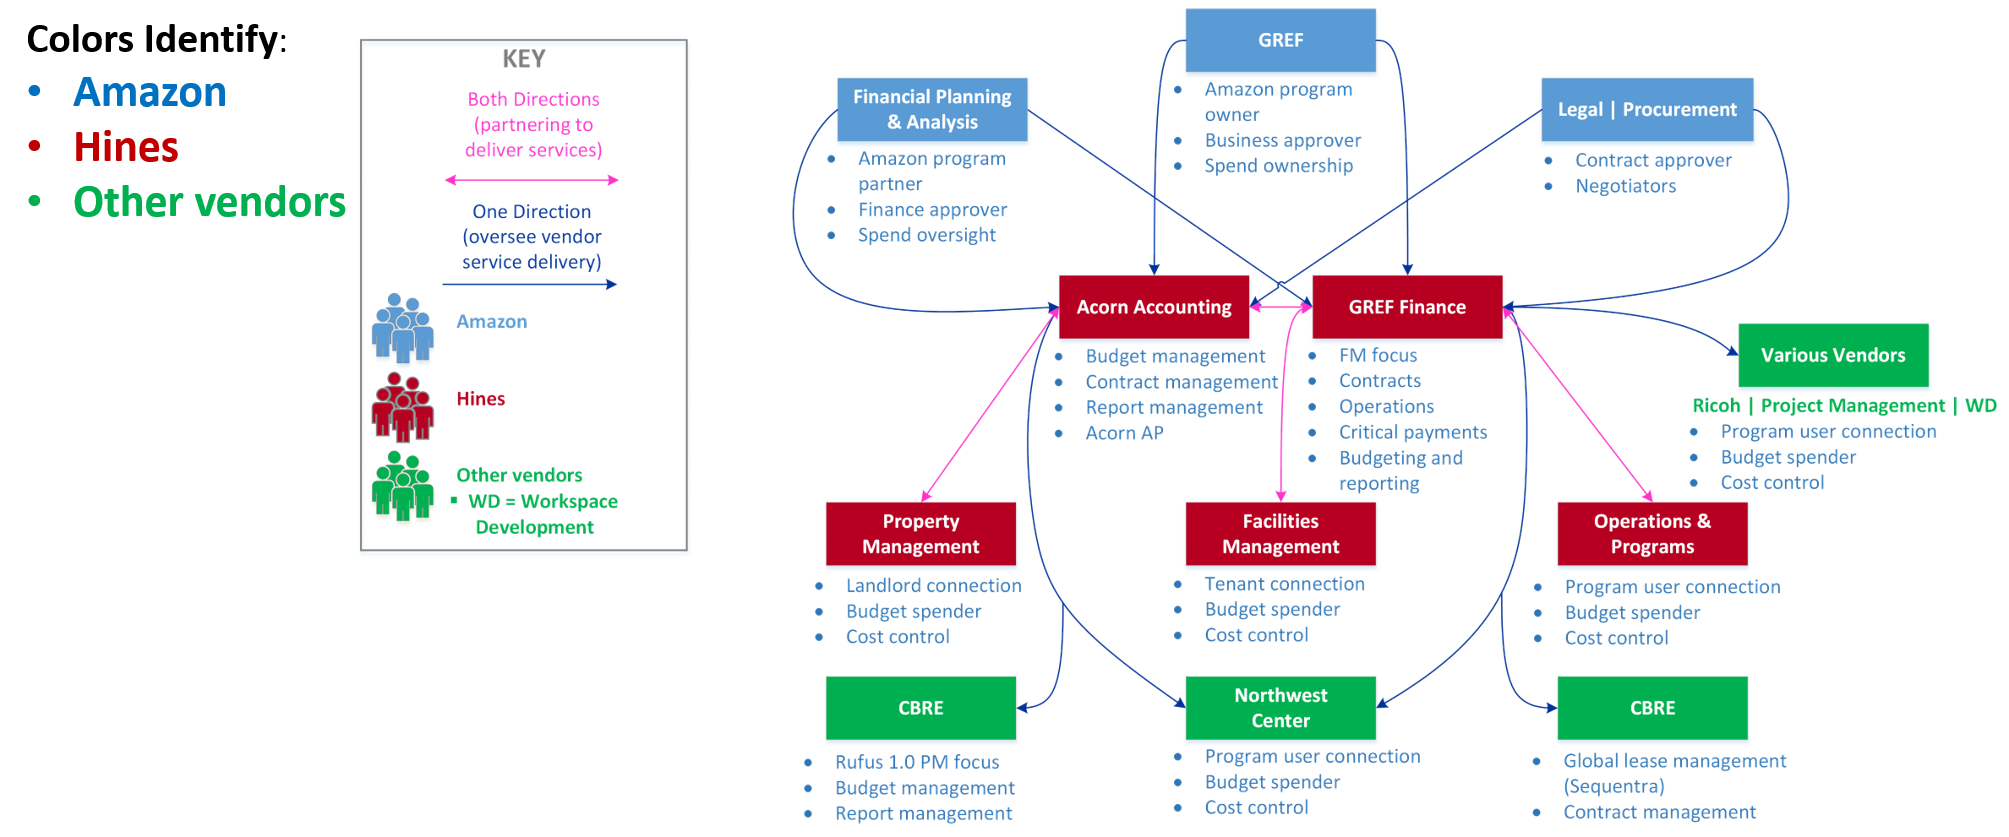 Colors Identify:
• Amazon
• Hines
• Other vendors
KEY
Both Directions
(partnering to
deliver services)
One Direction
(oversee vendor
service delivery)
Amazon
Hines
Other vendors
▪ WD = Workspace
Development
GREF
• Amazon program
owner
• Business approver
• Spend ownership
Financial Planning
& Analysis
• Amazon program
partner
• Finance approver
• Spend oversight
Legal | Procurement
• Contract approver
• Negotiators
Acorn Accounting
• Budget management
• Contract management
• Report management
• Acorn AP
GREF Finance
• FM focus
• Contracts
• Operations
• Critical payments
• Budgeting and
reporting
Various Vendors
Ricoh | Project Management | WD
• Program user connection
• Budget spender
• Cost control
Property
Management
• Landlord connection
• Budget spender
• Cost control
Facilities
Management
• Tenant connection
• Budget spender
• Cost control
Operations &
Programs
• Program user connection
• Budget spender
• Cost control
CBRE
• Rufus 1.0 PM focus
• Budget management
• Report management
Northwest
Center
• Program user connection
• Budget spender
• Cost control
CBRE
• Global lease management
(Sequentra)
• Contract management